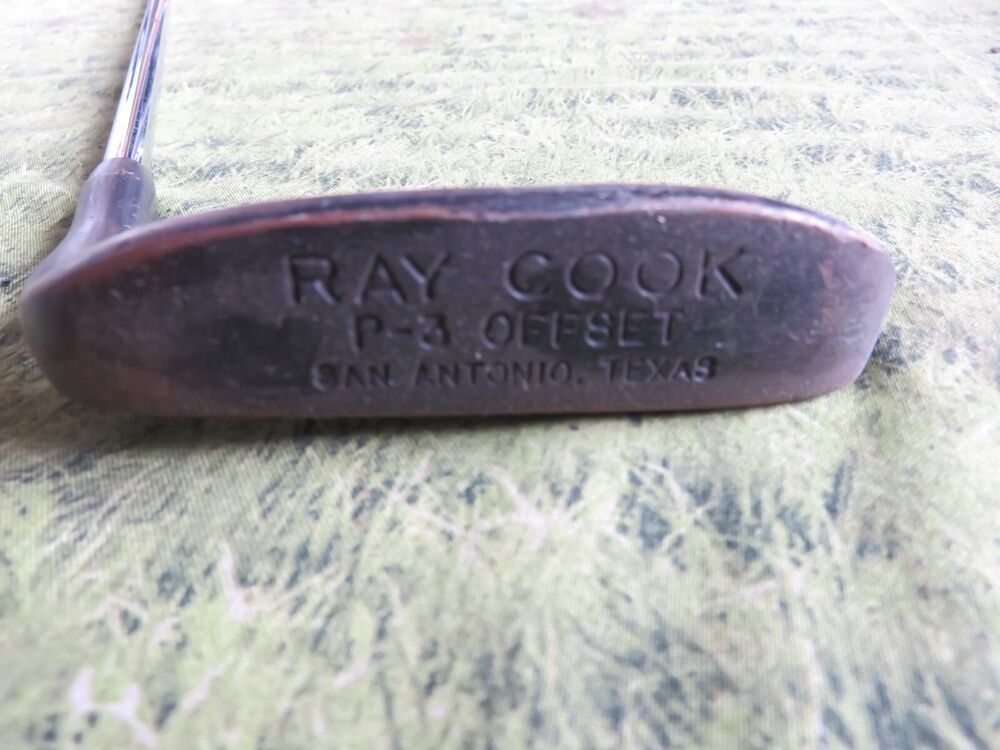 RAY COOK
P-3 OFFSET
SAN ANTONIO, TEXAS